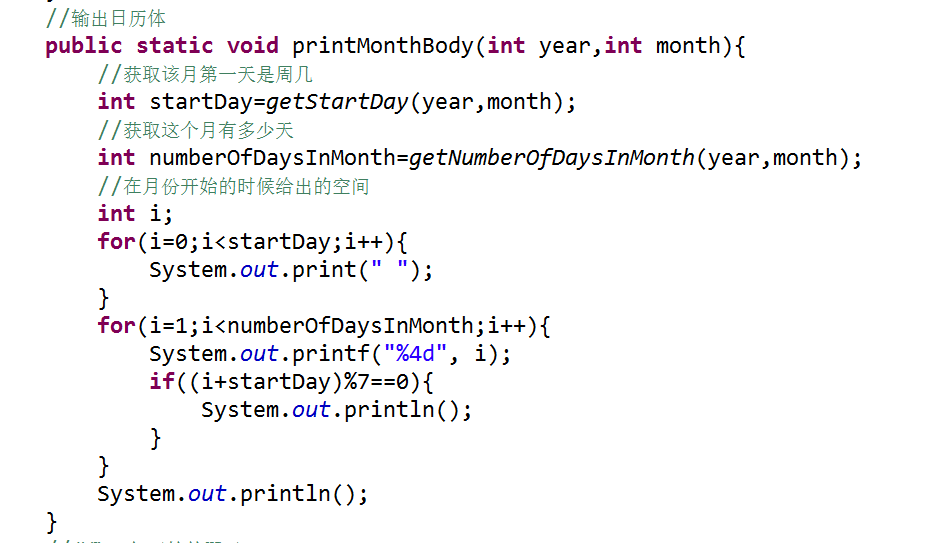 //输出日历体
public static void printMonthBody(int year,int month){
//获取该月第一天是周几
int startDay=getStartDay(year,month);
//获取这个月有多少天
int numberOfDaysInMonth=getNumberOfDaysInMonth(year,month);
//在月份开始的时候给出的空间
int i;
for(i=0;i<startDay;i++){
System.out.print(" ");
}
for(i=1;i<numberOfDaysInMonth;i++){
System.out.printf("%4d", i);
if((i+startDay)%7==0){
System.out.println();
}
}
System.out.println();
}